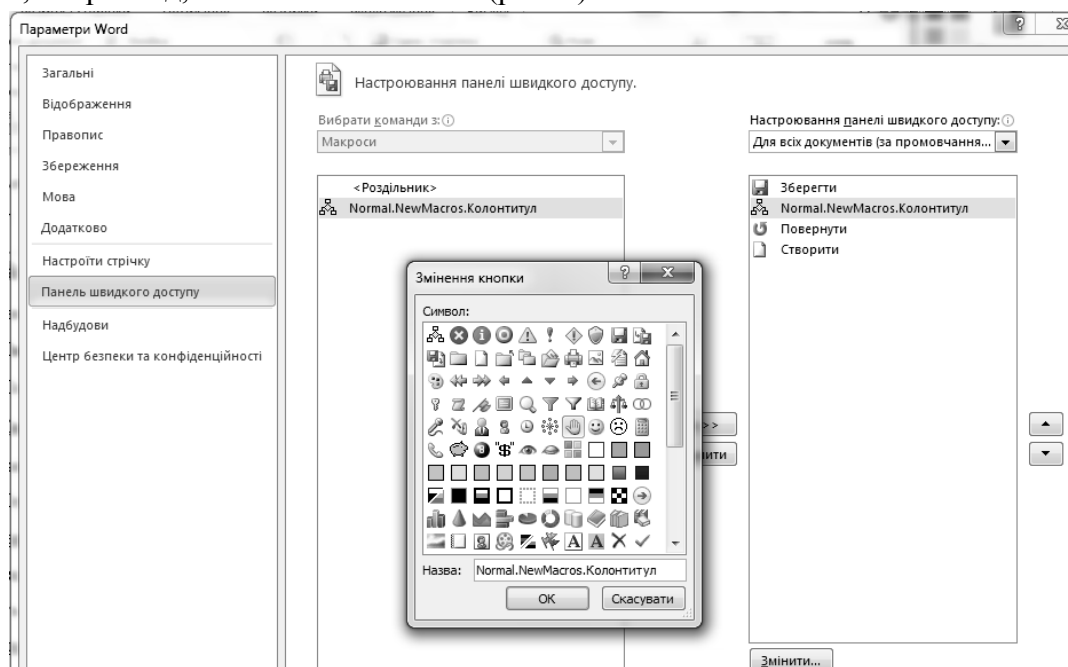 Параметри Word
Загальні
Відображення
Правопис
Збереження
Мова
Додатково
Настроїти стрічку
Панель швидкого доступу
Надбудови
Центр безпеки та конфіденційності
Настроювання панелі швидкого доступу.
Вибрати команди з:
Макроси
<Роздільник>
Normal.NewMacros.Колонтитул
Настроювання панелі швидкого доступу:
Для всіх документів (за промовчання...
Зберегти
Normal.NewMacros.Колонтитул
Повернути
Створити
Змінення кнопки
Символ:
Назва: Normal.NewMacros.Колонтитул
ОК
Скасувати
Змінити...